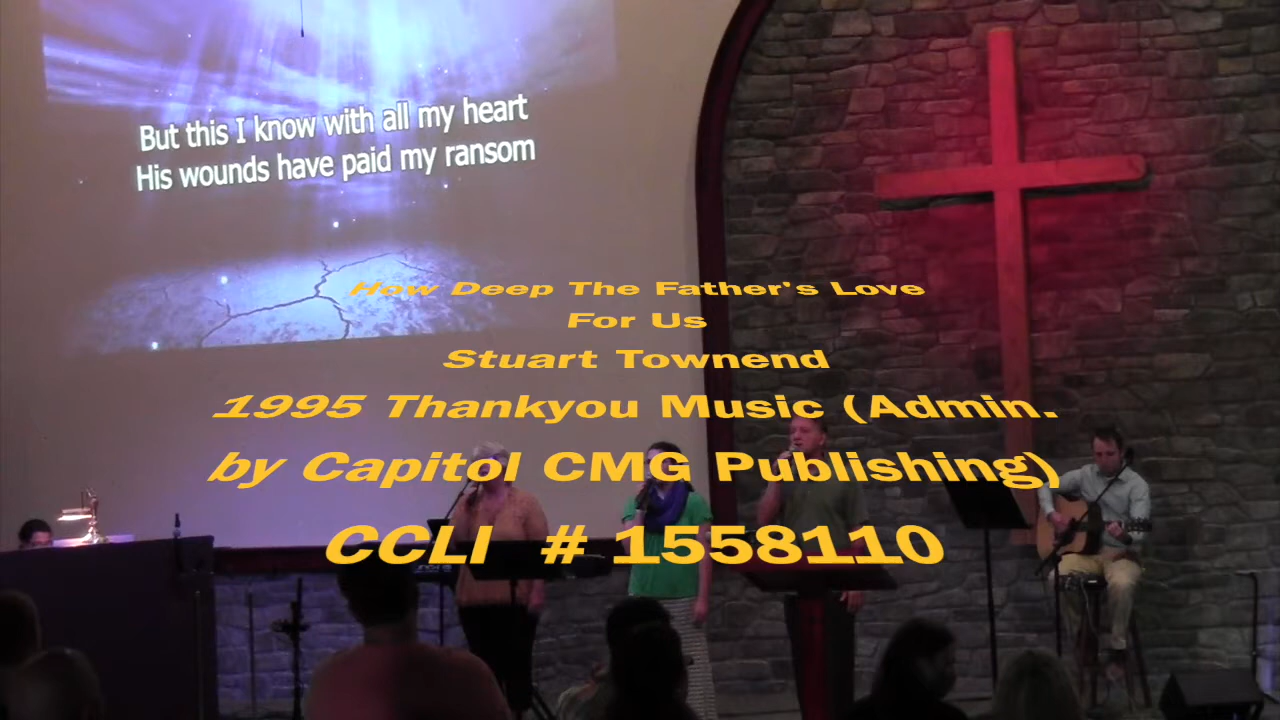 But this I know with all my heart
His wounds have paid my ransom
How Deep The Father's Love
For Us
Stuart Townend
1995 Thankyou Music (Admin.
by Capitol CMG Publishing)
CCLI # 1558110